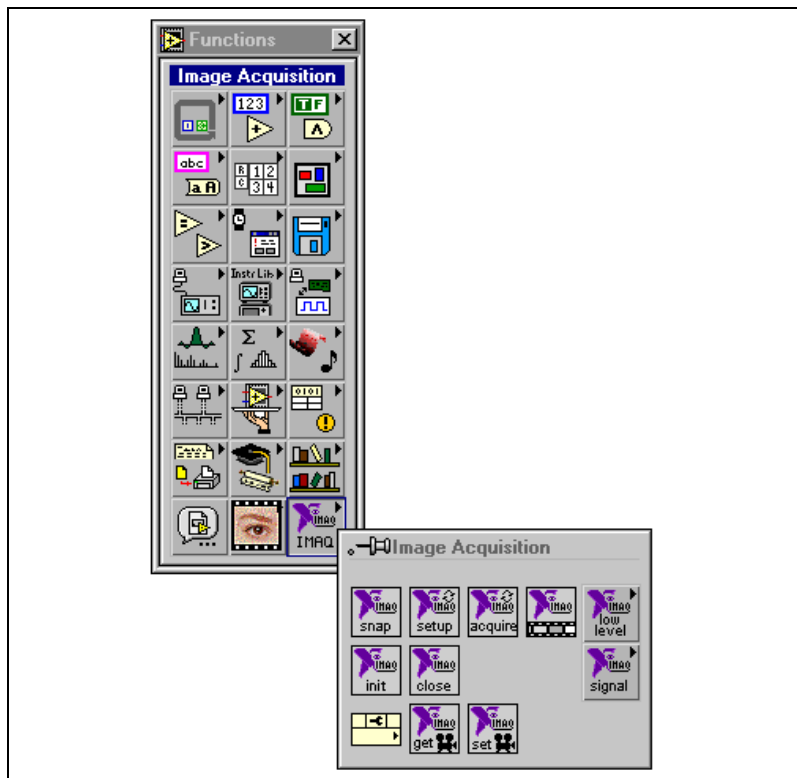 Functions
Image Acquisition
123
T F
abc
a A
R 1 2
C 3 4
Instr Lib
Σ
∫
0101
IMAQ
IMAQ
Image Acquisition
IMAQ IMAQ IMAQ IMAQ IMAQ
snap setup acquire low level
IMAQ IMAQ IMAQ
init close signal
IMAQ IMAQ
get set